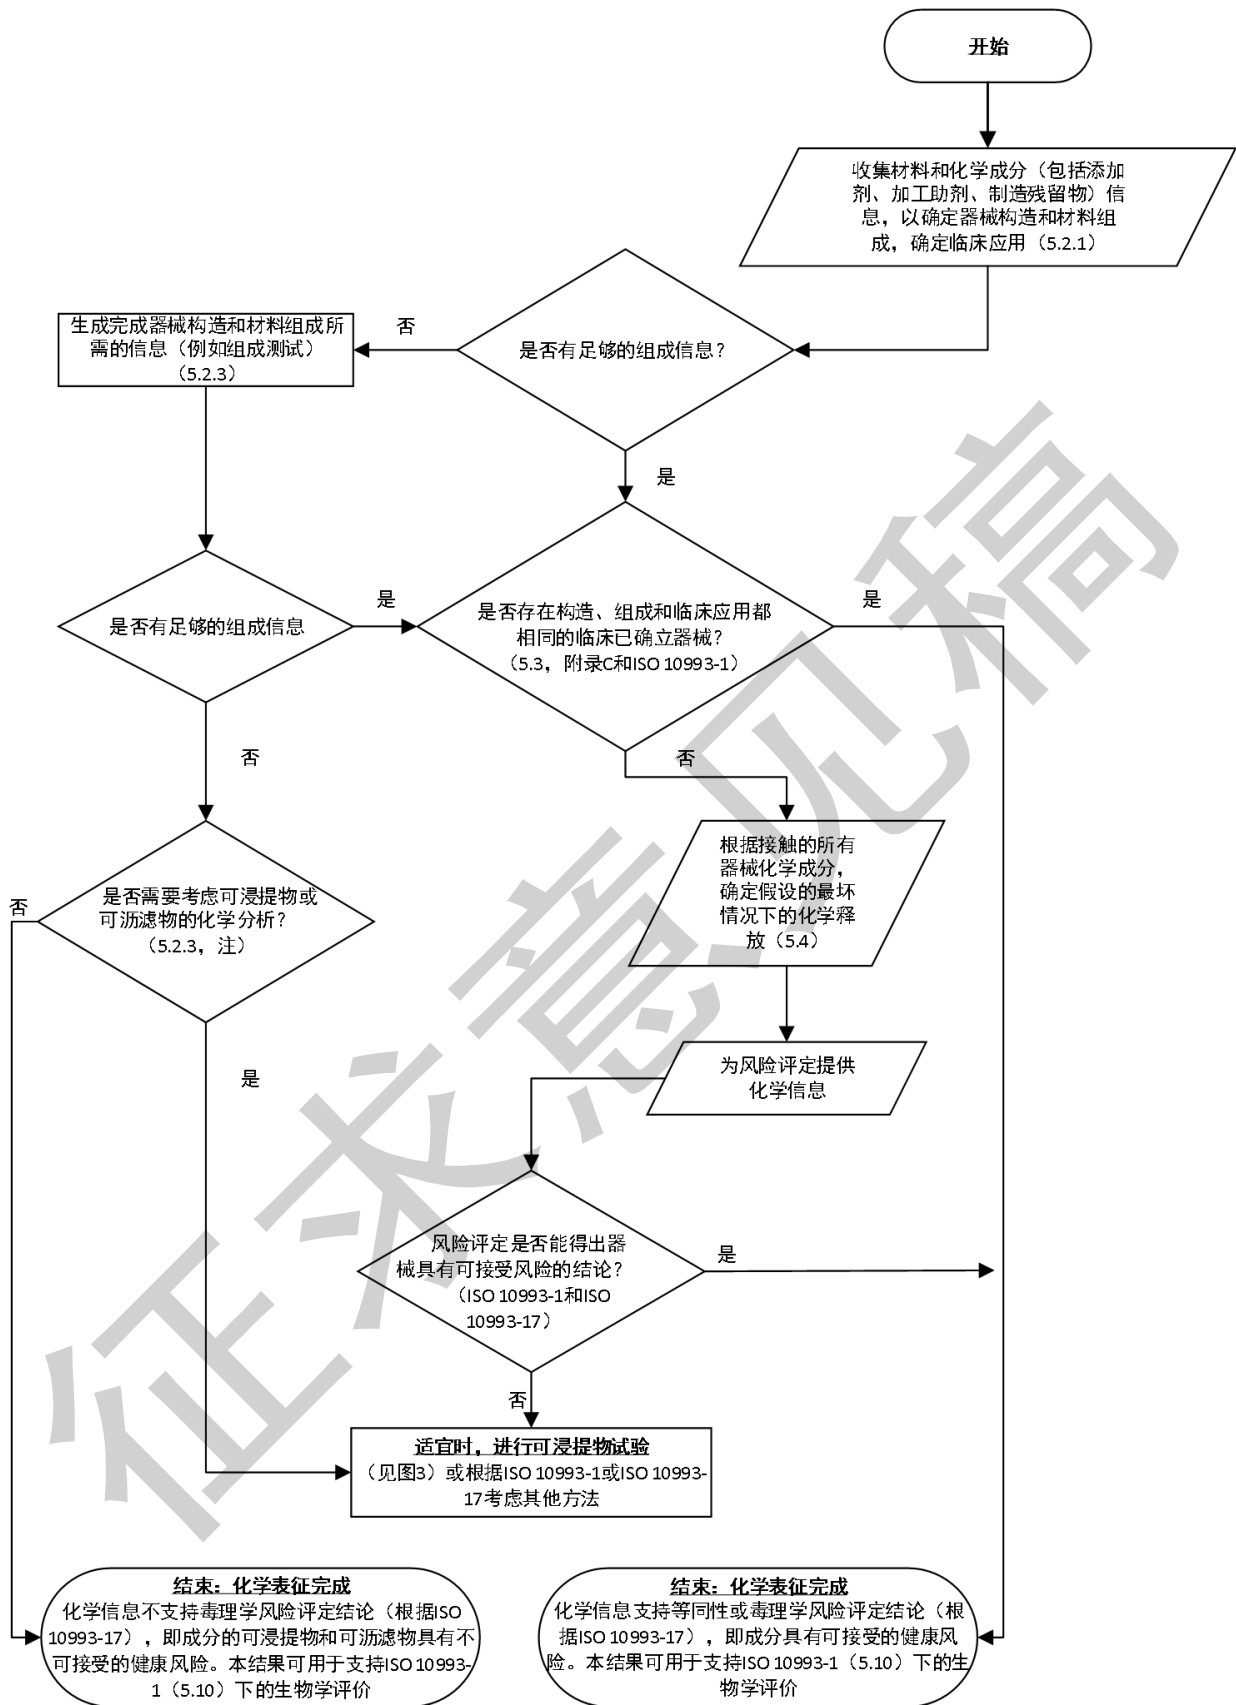 开始
收集材料和化学成分（包括添加
剂、加工助剂、制造残留物）信
息，以确定器械构造和材料组
成，确定临床应用（5.2.1）
生成完成器械构造和材料组成所
需的信息（例如组成测试）
（5.2.3）
否
是否有足够的组成信息？
是
是否有足够的组成信息
是
是否存在构造、组成和临床应用都
相同的临床已确立器械？
（5.3，附录C和ISO 10993-1）
是
否
否
根据接触的所有
器械化学成分，
确定假设的最坏
情况下的化学释
放（5.4）
否
是否需要考虑可浸提物或
可沥滤物的化学分析？
（5.2.3，注）
是
为风险评定提供
化学信息
风险评定是否能得出器
械具有可接受风险的结论？
（ISO 10993-1和ISO
10993-17）
是
否
适宜时，进行可浸提物试验
（见图3）或根据ISO 10993-1或ISO 10993-
17考虑其他方法
结束：化学表征完成
化学信息不支持毒理学风险评定结论（根据ISO
10993-17），即成分的可浸提物和可沥滤物具有不
可接受的健康风险。本结果可用于支持ISO 10993-
1（5.10）下的生物学评价
结束：化学表征完成
化学信息支持等同性或毒理学风险评定结论（根
据ISO 10993-17），即成分具有可接受的健康风
险。本结果可用于支持ISO 10993-1（5.10）下的生
物学评价
征求意见稿